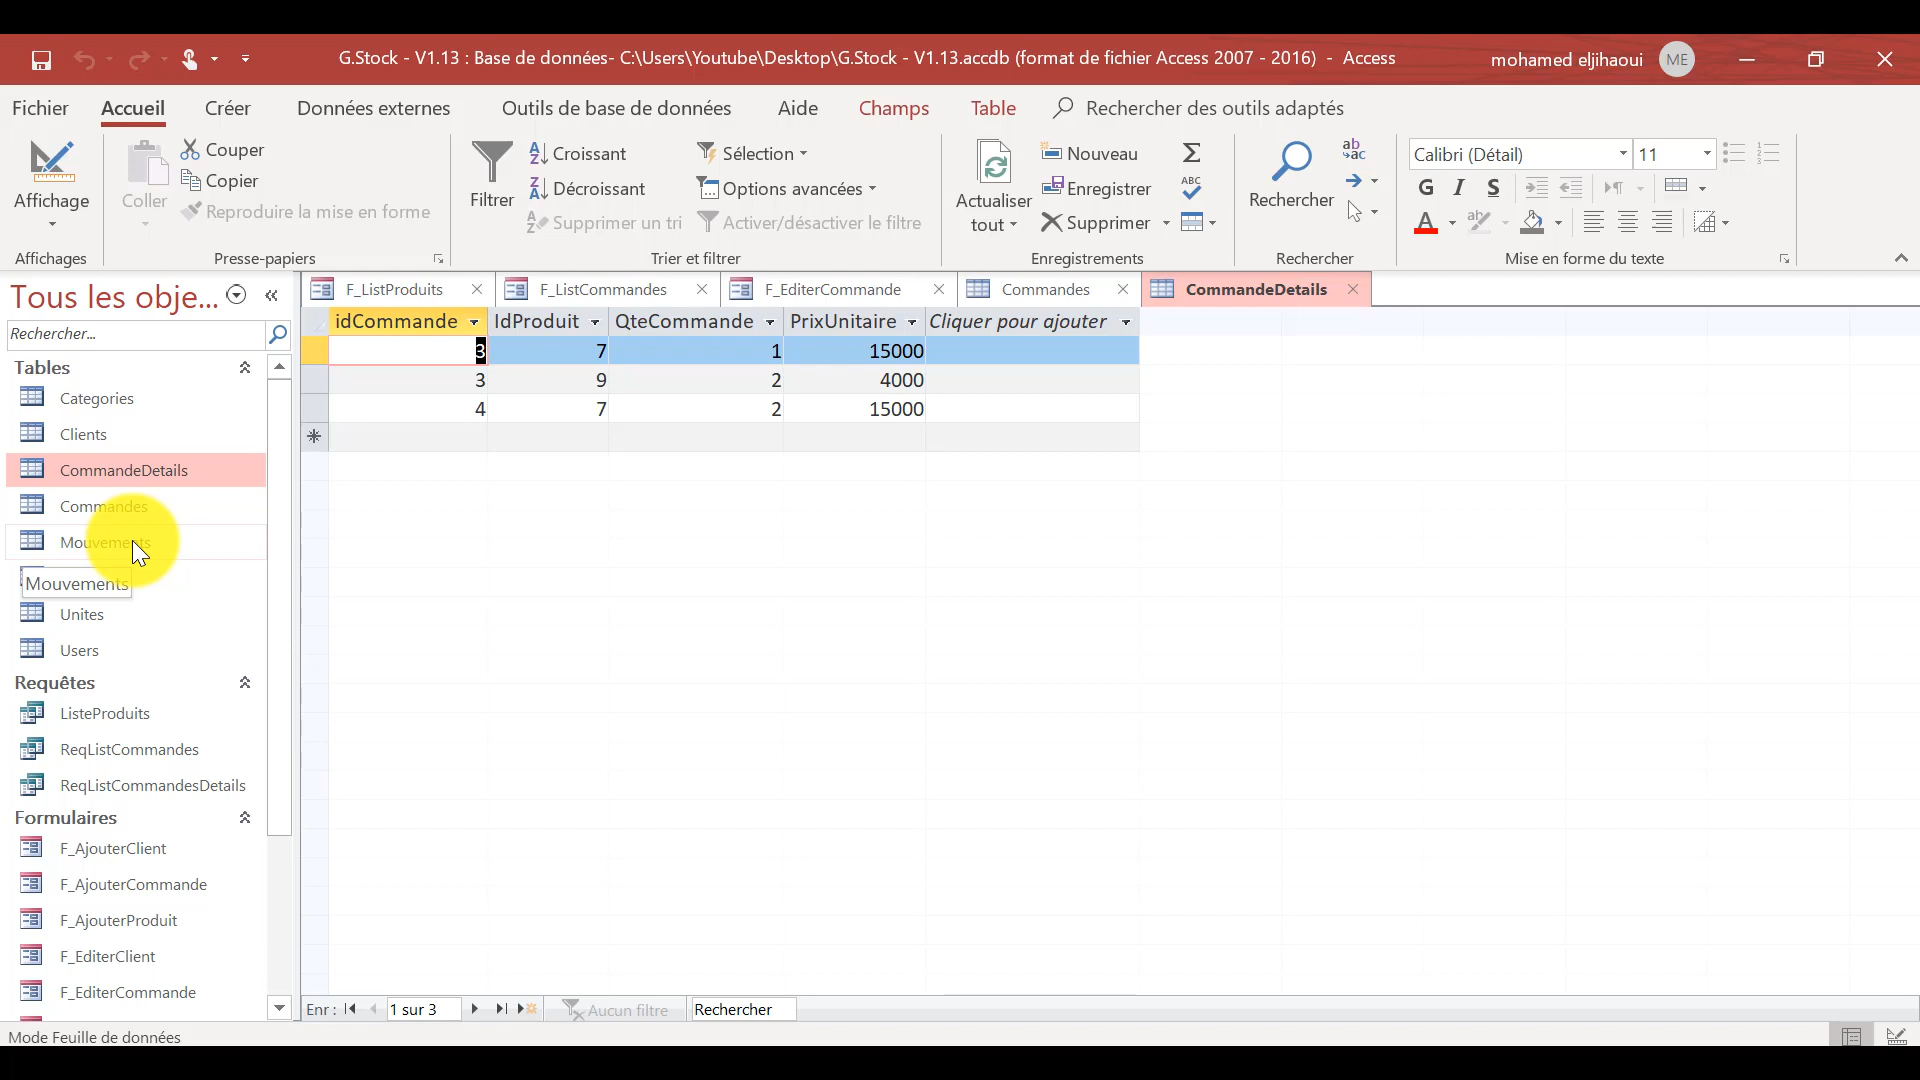 G.Stock - V1.13 : Base de données- C:\Users\Youtube\Desktop\G.Stock - V1.13.accdb (format de fichier Access 2007 - 2016) - Access
mohamed eljihaoui ME
Fichier Accueil Créer Données externes Outils de base de données Aide Champs Table Rechercher des outils adaptés
Affichage
Affichages
Coller
Couper
Copier
Reproduire la mise en forme
Presse-papiers
Filtrer
Croissant
Décroissant
Supprimer un tri
Sélection
Options avancées
Activer/désactiver le filtre
Trier et filtrer
Actualiser
tout
Nouveau
Enregistrer
Supprimer
Enregistrements
Rechercher
Rechercher
Calibri (Détail) 11
G I S
Mise en forme du texte
Tous les obje...
Rechercher...
Tables
Categories
Clients
CommandeDetails
Commandes
Mouvements
Mouvements
Unites
Users
Requêtes
ListeProduits
ReqListCommandes
ReqListCommandesDetails
Formulaires
F_AjouterClient
F_AjouterCommande
F_AjouterProduit
F_EditerClient
F_EditerCommande
F_ListProduits F_ListCommandes F_EditerCommande Commandes CommandeDetails
idCommande IdProduit QteCommande PrixUnitaire Cliquer pour ajouter
3 7 1 15000
3 9 2 4000
4 7 2 15000
Enr : 1 sur 3 Aucun filtre Rechercher
Mode Feuille de données